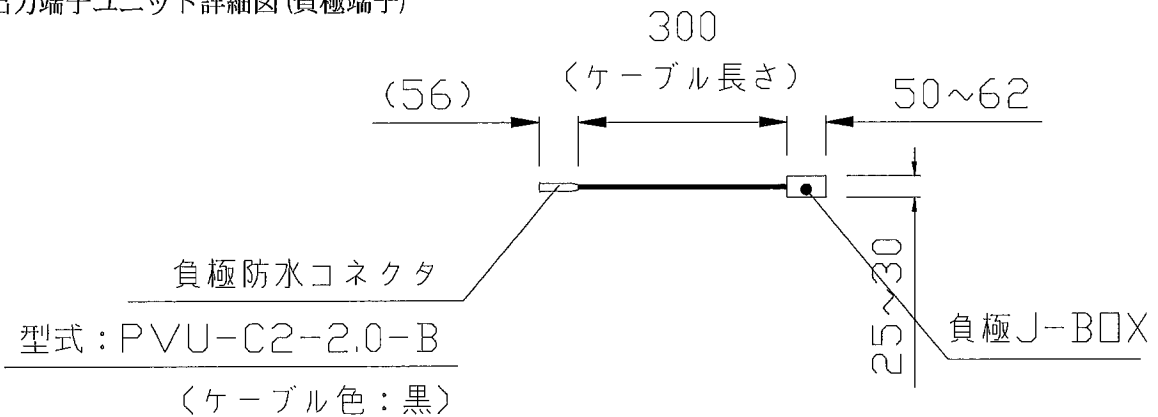 出力端子ユニット詳細図(負極端子)
300
(ケーブル長さ)
(56)
50~62
25~30
負極防水コネクタ
型式:PVU-C2-2.0-B
(ケーブル色:黒)
負極J-BOX